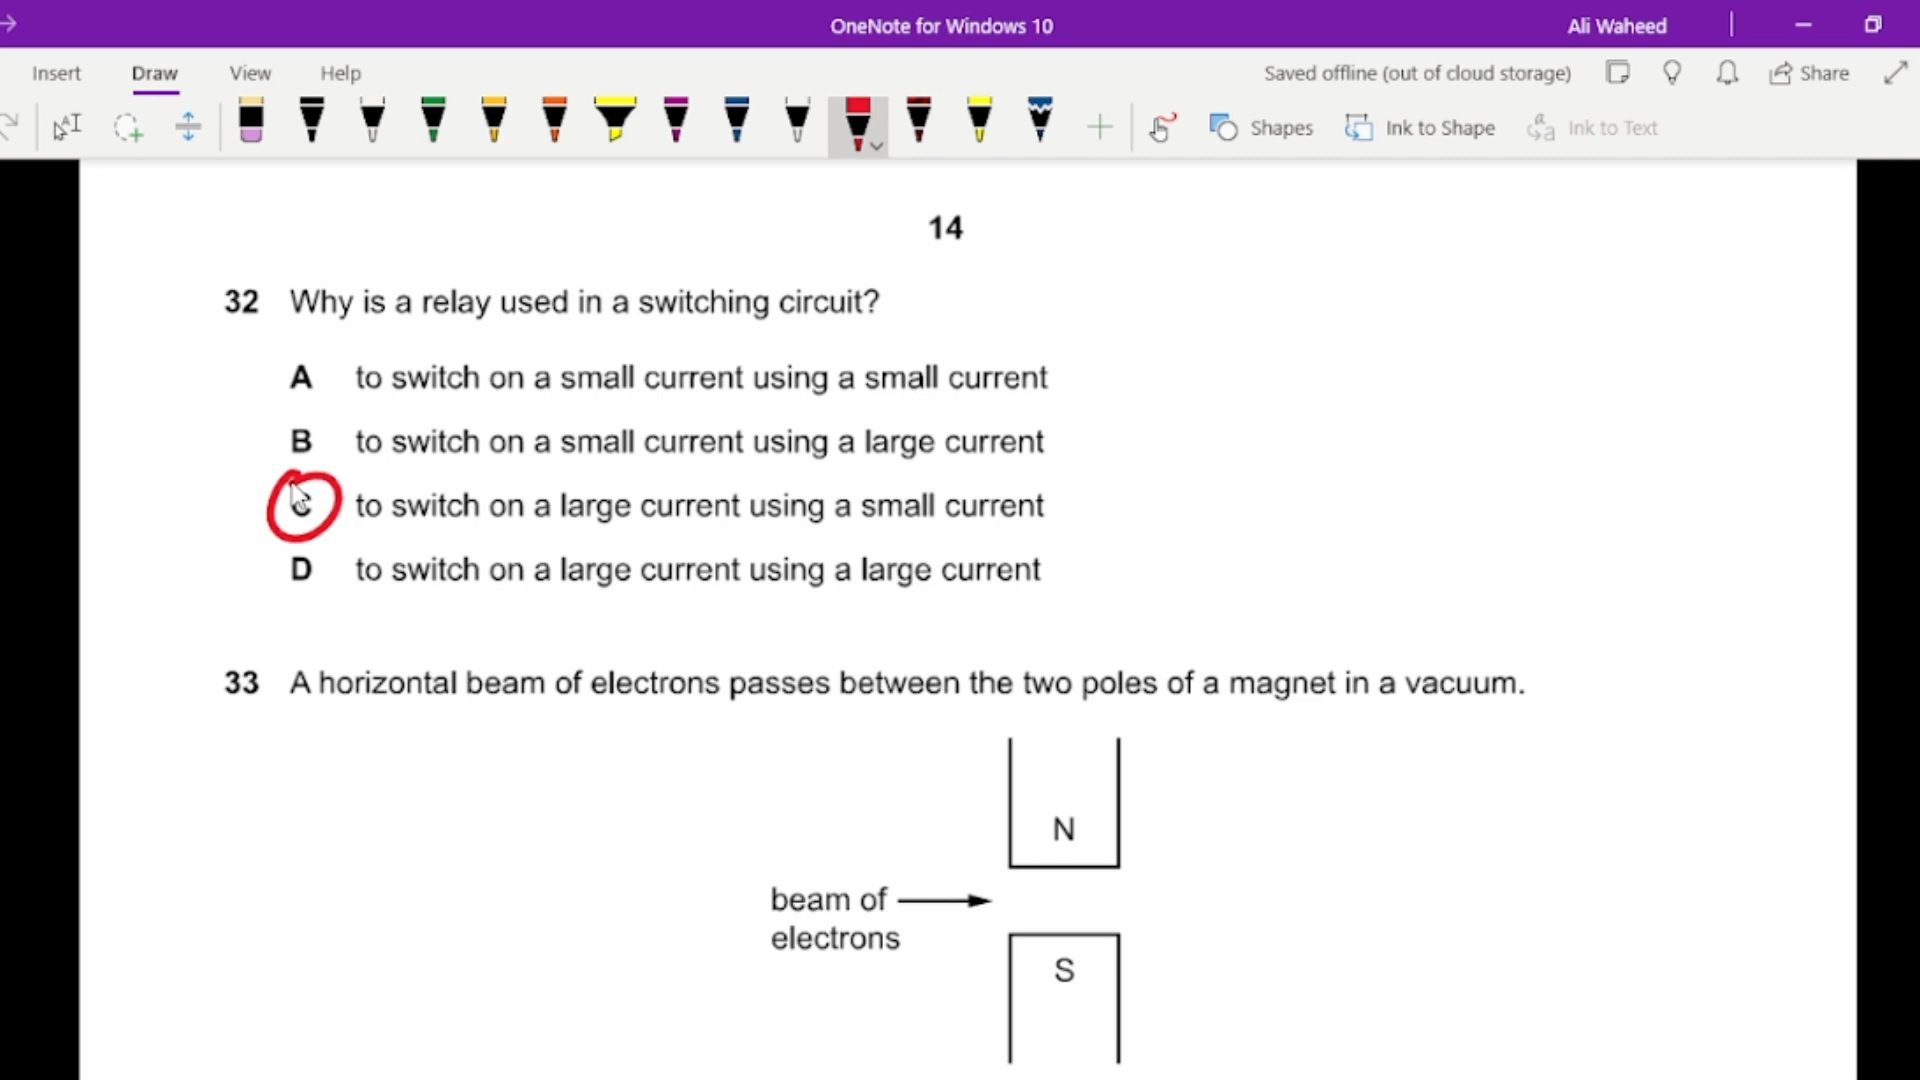 OneNote for Windows 10
Ali Waheed
Insert
Draw
View
Help
Saved offline (out of cloud storage)
Share
Shapes
Ink to Shape
Ink to Text
14
32 Why is a relay used in a switching circuit?
A to switch on a small current using a small current
B to switch on a small current using a large current
C to switch on a large current using a small current
D to switch on a large current using a large current
33 A horizontal beam of electrons passes between the two poles of a magnet in a vacuum.
N
beam of
electrons
S